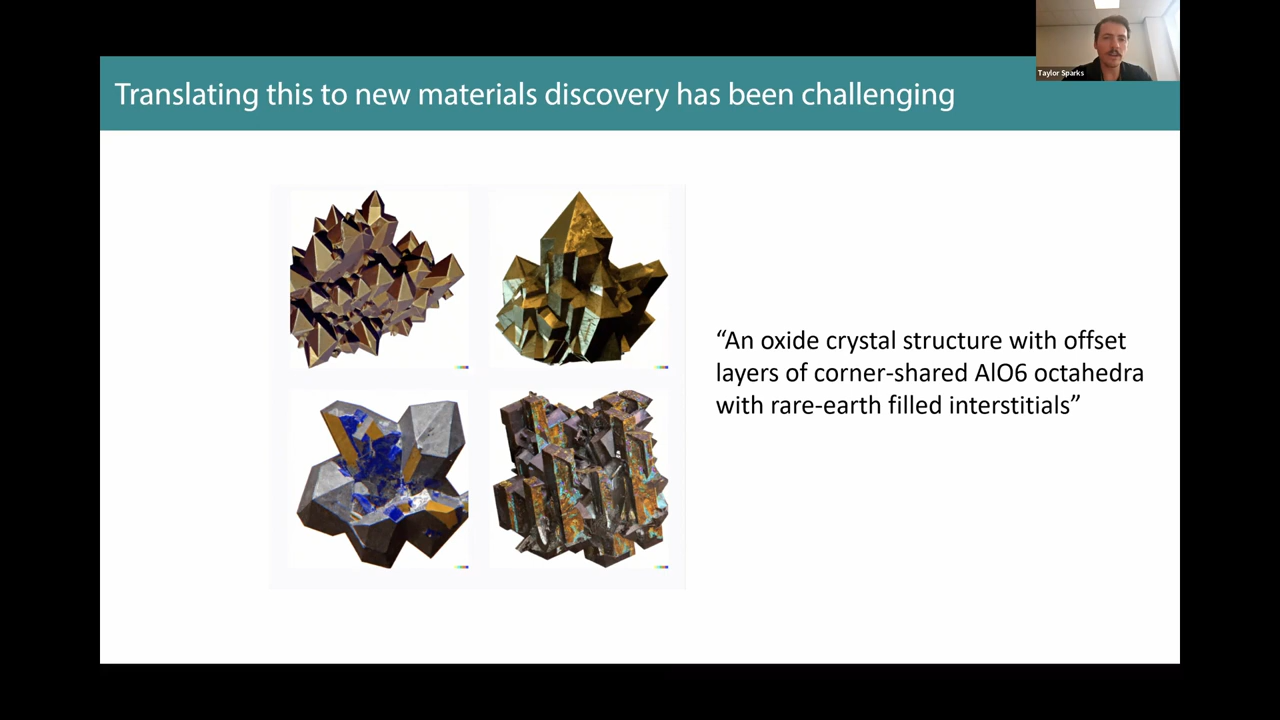 Taylor Sparks
Translating this to new materials discovery has been challenging
“An oxide crystal structure with offset
layers of corner-shared AlO6 octahedra
with rare-earth filled interstitials”